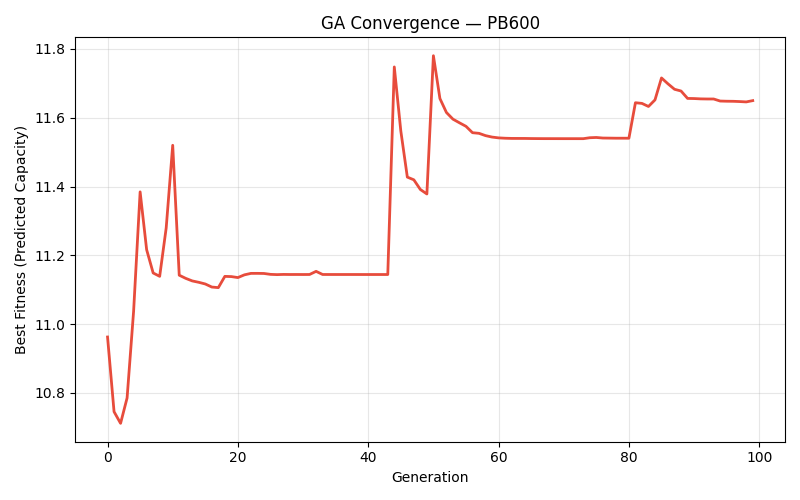 GA Convergence — PB600
Best Fitness (Predicted Capacity)
11.8
11.6
11.4
11.2
11.0
10.8
0 20 40 60 80 100
Generation